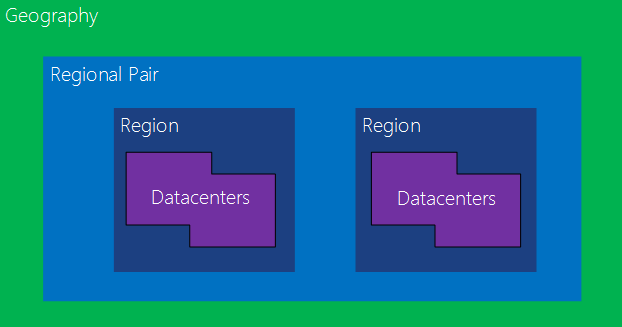 Geography
Regional Pair
Region
Datacenters
Region
Datacenters